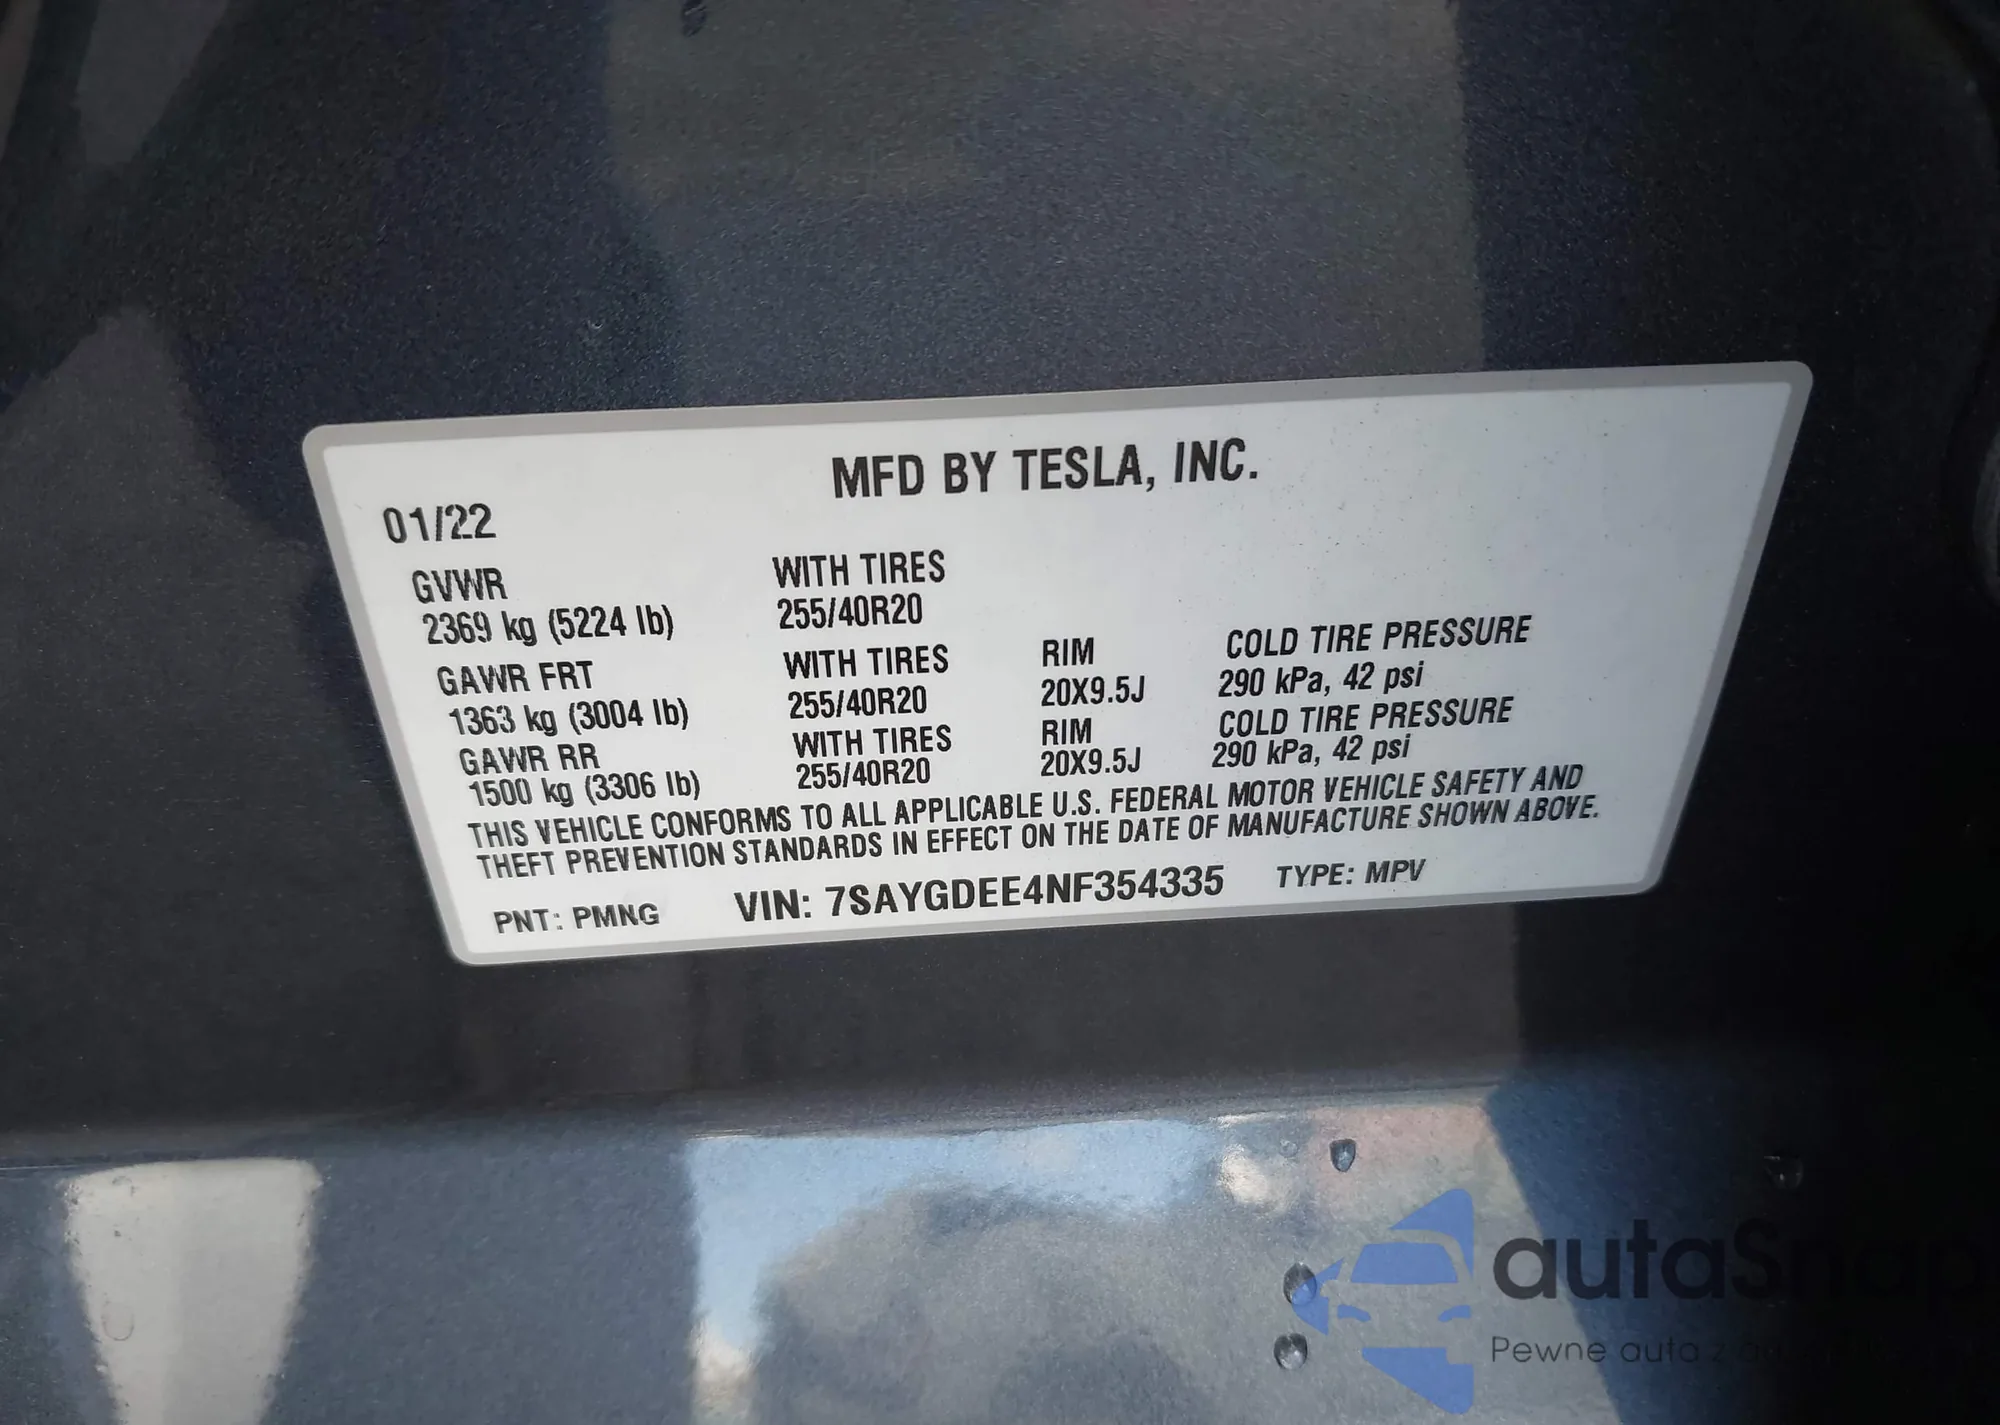 MFD BY TESLA, INC.
01/22
GVWR WITH TIRES
2369 kg (5224 lb) 255/40R20
GAWR FRT WITH TIRES RIM COLD TIRE PRESSURE
1363 kg (3004 lb) 255/40R20 20X9.5J 290 kPa, 42 psi
GAWR RR WITH TIRES RIM COLD TIRE PRESSURE
1500 kg (3306 lb) 255/40R20 20X9.5J 290 kPa, 42 psi
THIS VEHICLE CONFORMS TO ALL APPLICABLE U.S. FEDERAL MOTOR VEHICLE SAFETY AND
THEFT PREVENTION STANDARDS IN EFFECT ON THE DATE OF MANUFACTURE SHOWN ABOVE.
PNT: PMNG VIN: 7SAYGDEE4NF354335 TYPE: MPV
autaSnap
Pewne auta z